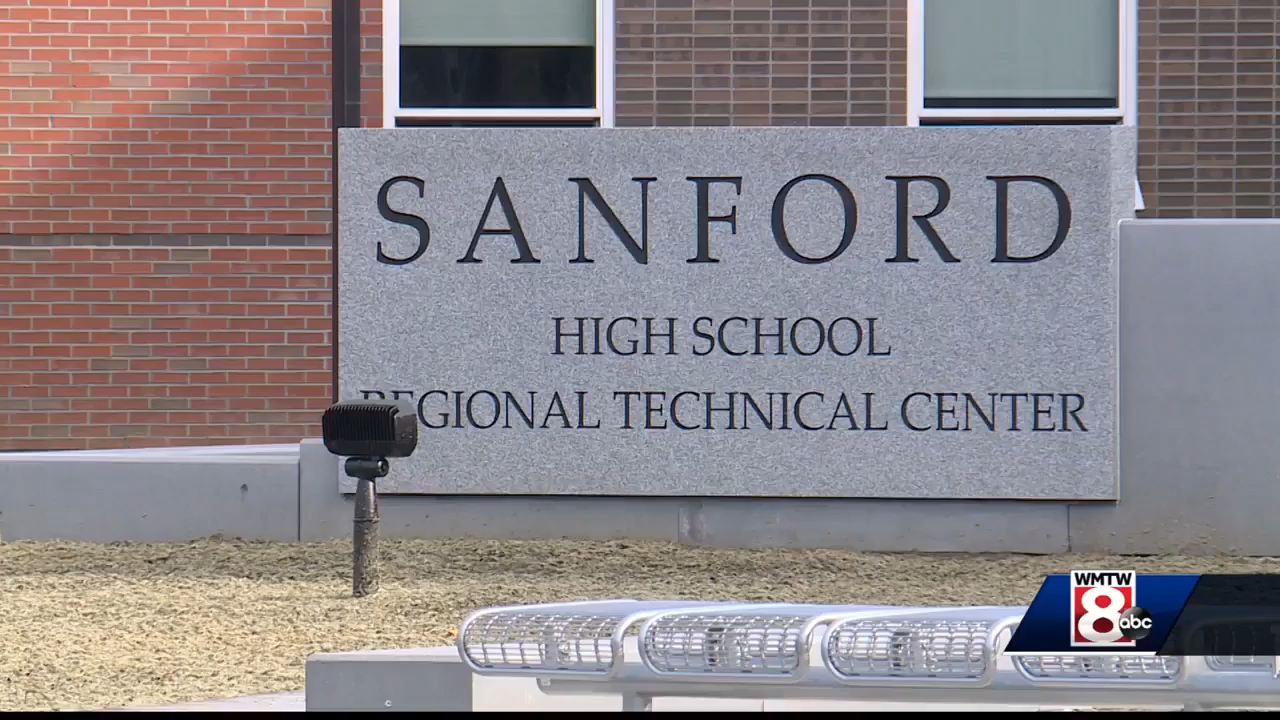 SANFORD
HIGH SCHOOL
REGIONAL TECHNICAL CENTER
WMTW
8
abc